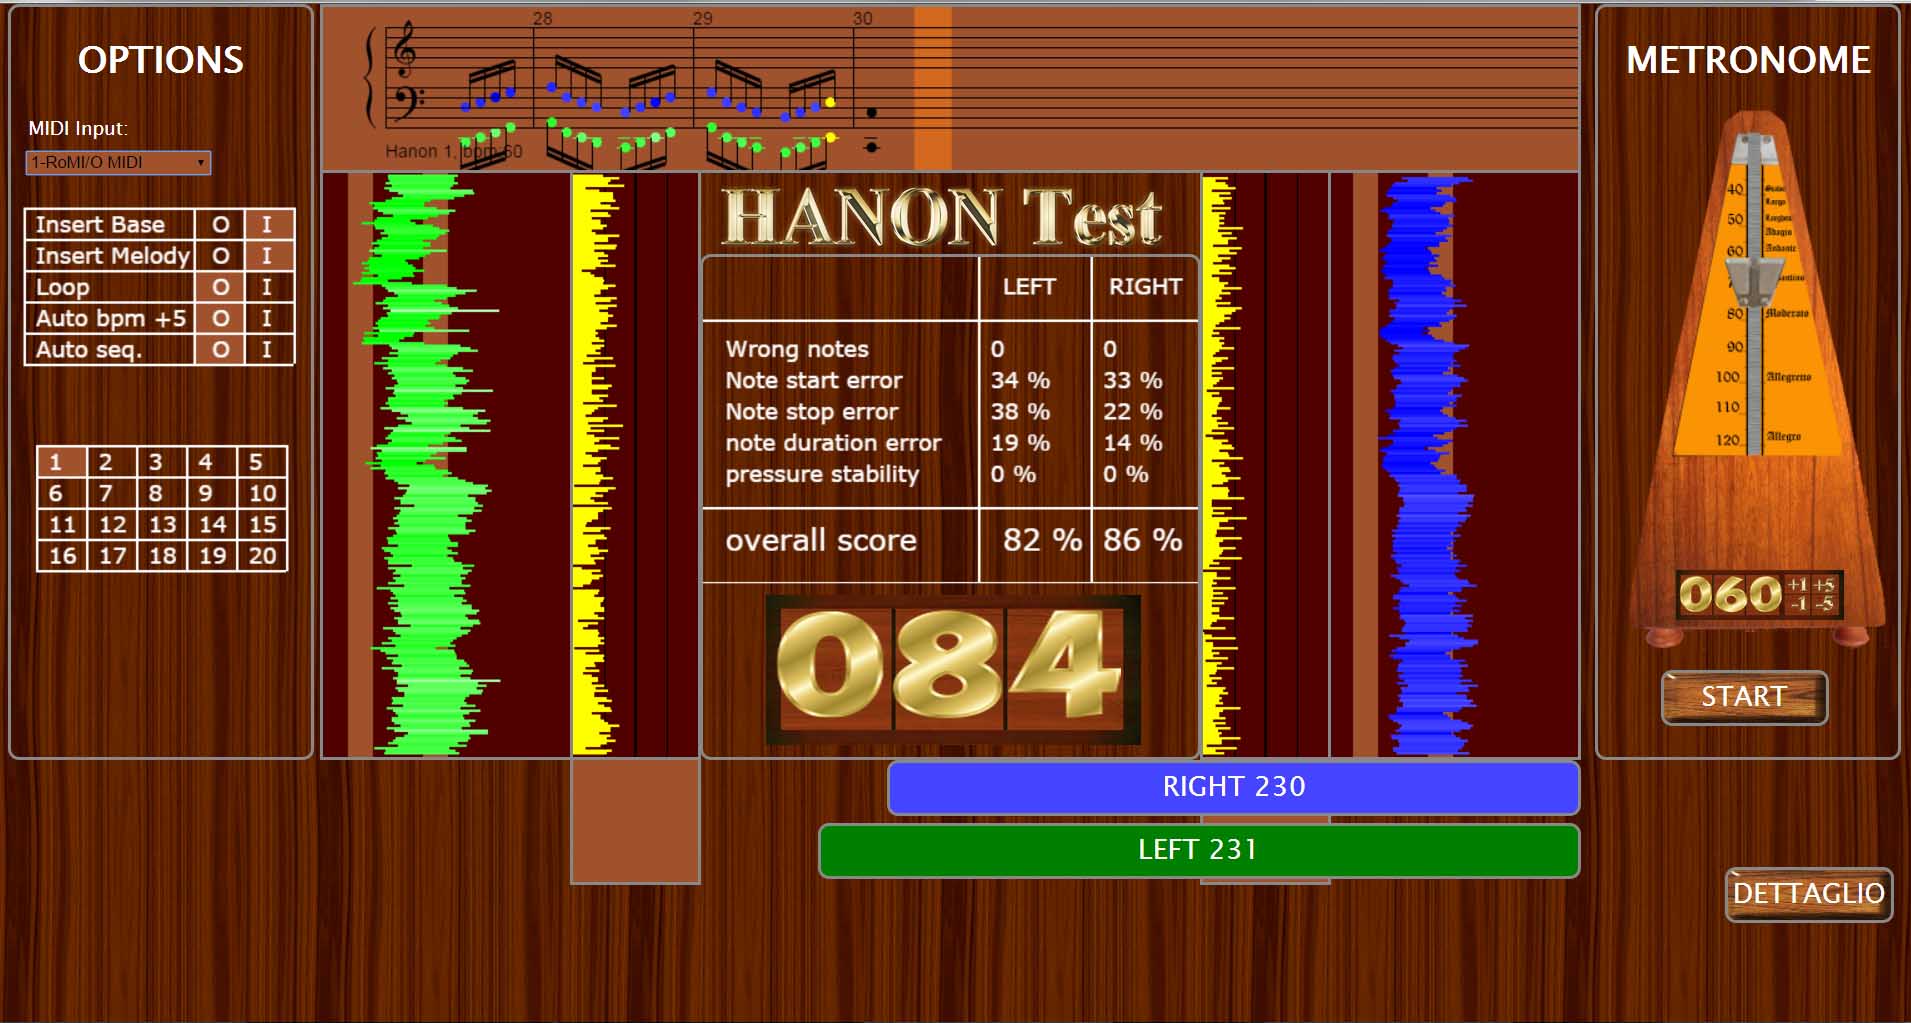 OPTIONS
MIDI Input:
1-RoMI/O MIDI
Insert Base O I
Insert Melody O I
Loop O I
Auto bpm +5 O I
Auto seq. O I
1 2 3 4 5
6 7 8 9 10
11 12 13 14 15
16 17 18 19 20
28 29 30
Hanon 1, bpm:60
HANON Test
LEFT RIGHT
Wrong notes 0 0
Note start error 34 % 33 %
Note stop error 38 % 22 %
note duration error 19 % 14 %
pressure stability 0 % 0 %
overall score 82 % 86 %
084
RIGHT 230
LEFT 231
METRONOME
40
Largo
50 Larghetto
Adagio
60 Andante
80 Moderato
90
100 Allegretto
110
120 Allegro
060 +1 +5
-1 -5
START
DETTAGLIO